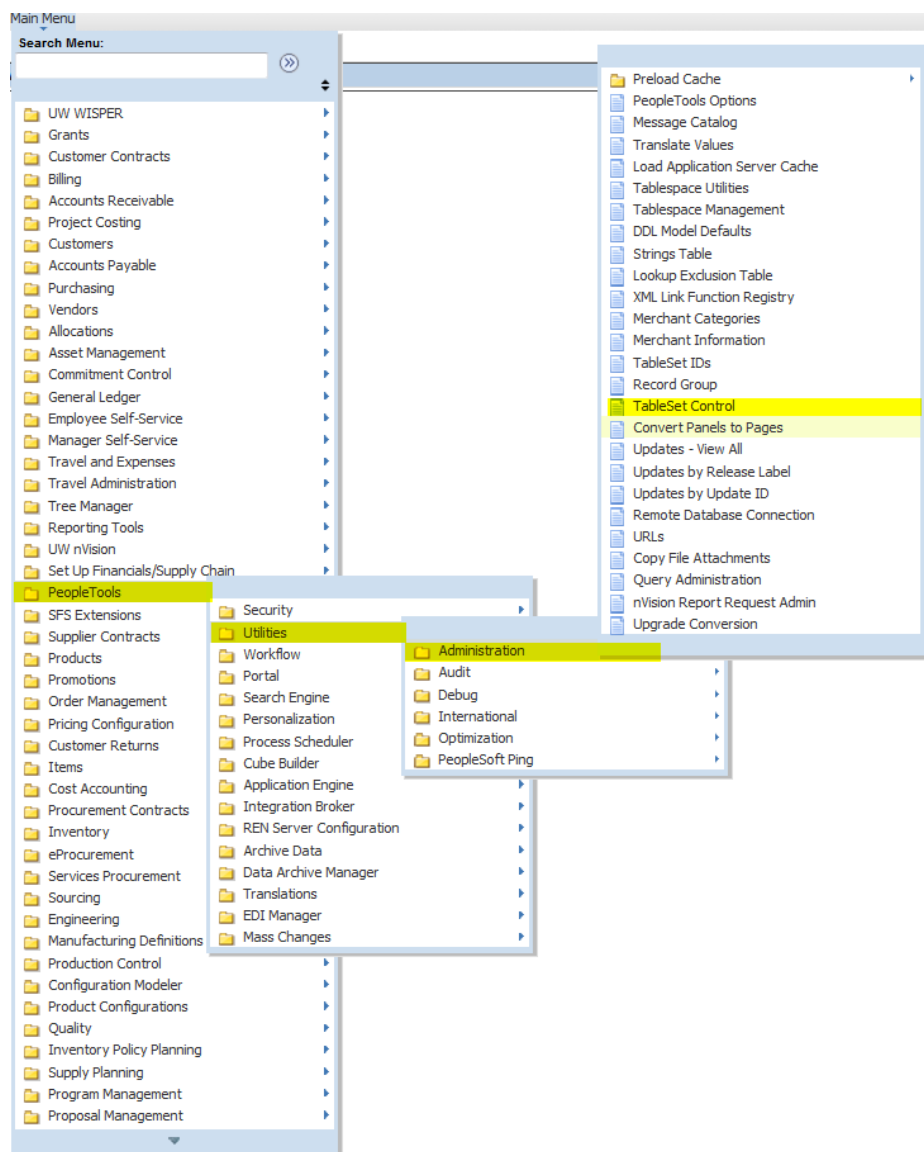 Main Menu
Search Menu:
UW WISPER
Grants
Customer Contracts
Billing
Accounts Receivable
Project Costing
Customers
Accounts Payable
Purchasing
Vendors
Allocations
Asset Management
Commitment Control
General Ledger
Employee Self-Service
Manager Self-Service
Travel and Expenses
Travel Administration
Tree Manager
Reporting Tools
UW nVision
Set Up Financials/Supply Chain
PeopleTools
SFS Extensions
Supplier Contracts
Products
Promotions
Order Management
Pricing Configuration
Customer Returns
Items
Cost Accounting
Procurement Contracts
Inventory
eProcurement
Services Procurement
Sourcing
Engineering
Manufacturing Definitions
Production Control
Configuration Modeler
Product Configurations
Quality
Inventory Policy Planning
Supply Planning
Program Management
Proposal Management
Security
Utilities
Workflow
Portal
Search Engine
Personalization
Process Scheduler
Cube Builder
Application Engine
Integration Broker
REN Server Configuration
Archive Data
Data Archive Manager
Translations
EDI Manager
Mass Changes
Administration
Audit
Debug
International
Optimization
PeopleSoft Ping
Preload Cache
PeopleTools Options
Message Catalog
Translate Values
Load Application Server Cache
Tablespace Utilities
Tablespace Management
DDL Model Defaults
Strings Table
Lookup Exclusion Table
XML Link Function Registry
Merchant Categories
Merchant Information
TableSet IDs
Record Group
TableSet Control
Convert Panels to Pages
Updates - View All
Updates by Release Label
Updates by Update ID
Remote Database Connection
URLs
Copy File Attachments
Query Administration
nVision Report Request Admin
Upgrade Conversion